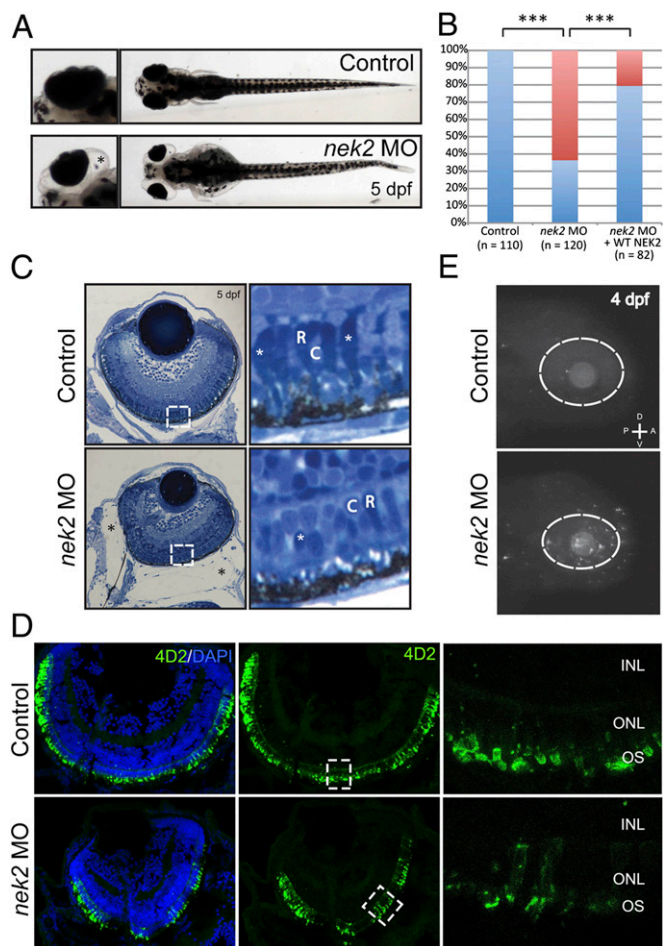 A
Control
*
nek2 MO
5 dpf
B
*** ***
100%
90%
80%
70%
60%
50%
40%
30%
20%
10%
0%
Control
(n = 110)
nek2 MO
(n = 120)
nek2 MO
+ WT NEK2
(n = 82)
C
Control
5 dpf
* R C *
nek2 MO
* *
C R
*
E
Control
4 dpf
D
P A
V
nek2 MO
D
Control
4D2/DAPI
4D2
INL
ONL
OS
nek2 MO
INL
ONL
OS